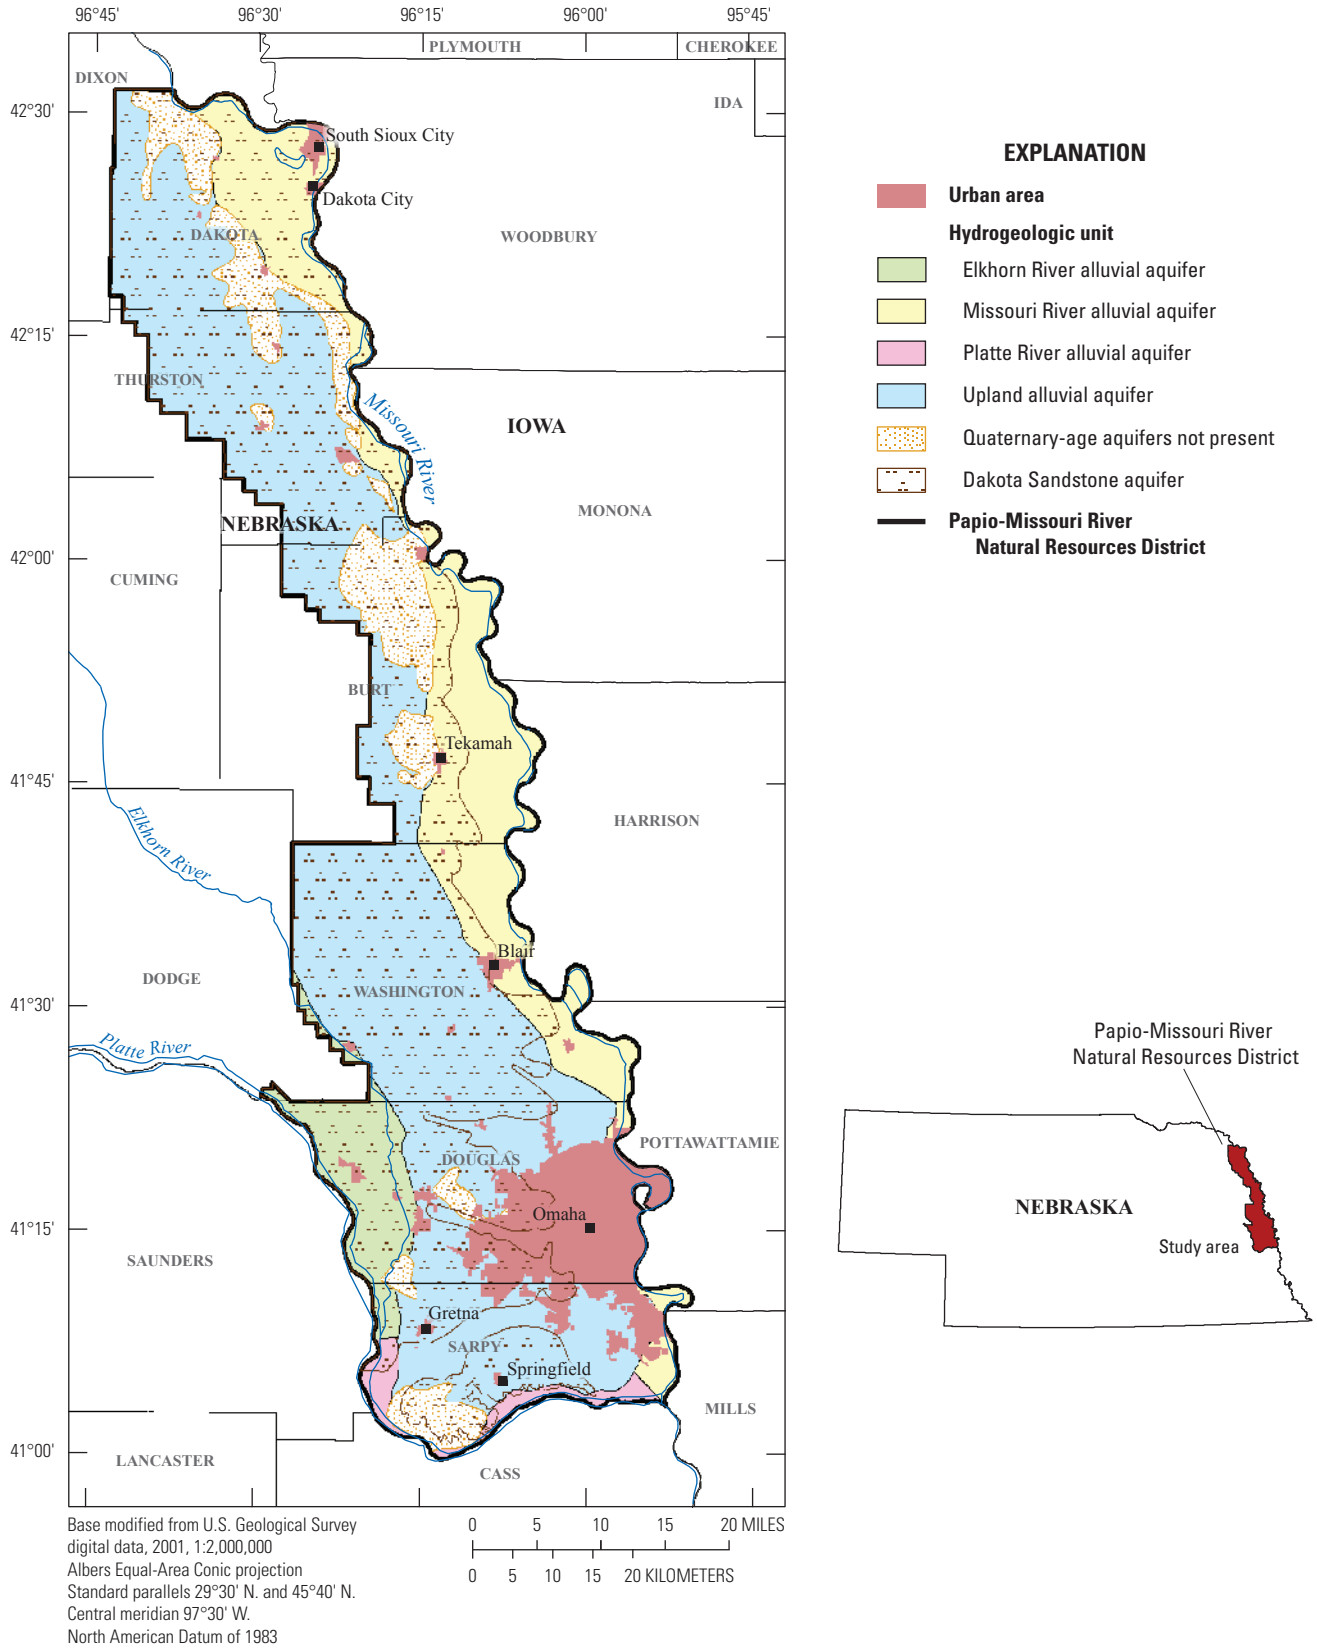 96°45'
96°30'
96°15'
96°00'
95°45'
PLYMOUTH
CHEROKEE
DIXON
IDA
42°30'
South Sioux City
Dakota City
DAKOTA
WOODBURY
42°15'
THURSTON
Missouri River
IOWA
MONONA
NEBRASKA
42°00'
CUMING
BURT
Tekamah
41°45'
HARRISON
Elkhorn River
Blair
DODGE
WASHINGTON
41°30'
Platte River
POTTAWATTAMIE
DOUGLAS
Omaha
41°15'
SAUNDERS
Gretna
SARPY
Springfield
MILLS
41°00'
LANCASTER
CASS
EXPLANATION
Urban area
Hydrogeologic unit
Elkhorn River alluvial aquifer
Missouri River alluvial aquifer
Platte River alluvial aquifer
Upland alluvial aquifer
Quaternary-age aquifers not present
Dakota Sandstone aquifer
Papio-Missouri River
Natural Resources District
Papio-Missouri River
Natural Resources District
NEBRASKA
Study area
Base modified from U.S. Geological Survey
digital data, 2001, 1:2,000,000
Albers Equal-Area Conic projection
Standard parallels 29°30' N. and 45°40' N.
Central meridian 97°30' W.
North American Datum of 1983
0 5 10 15 20 MILES
0 5 10 15 20 KILOMETERS